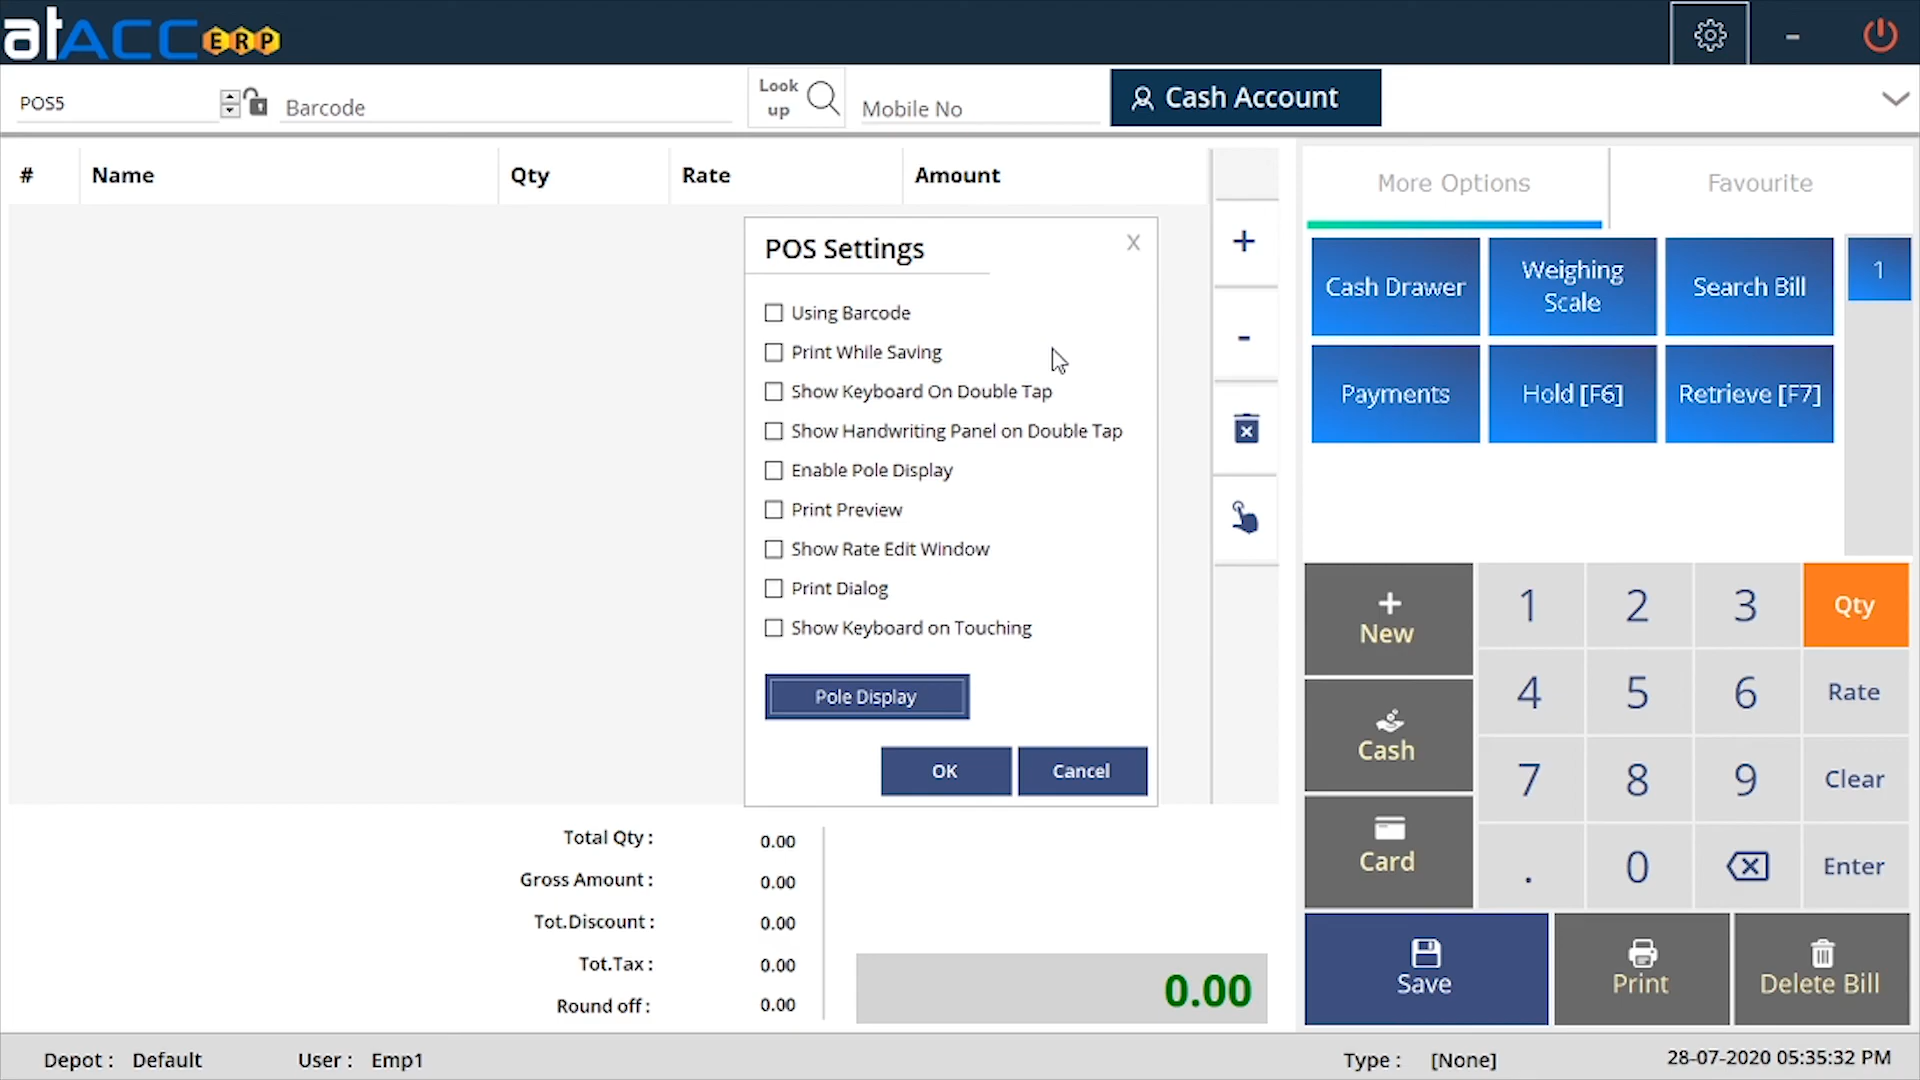 atACC ERP
POS5
Barcode
Look up
Mobile No
Cash Account
# Name Qty Rate Amount
More Options Favourite
POS Settings X
Using Barcode
Print While Saving
Show Keyboard On Double Tap
Show Handwriting Panel on Double Tap
Enable Pole Display
Print Preview
Show Rate Edit Window
Print Dialog
Show Keyboard on Touching
Pole Display
OK Cancel
+
-
Cash Drawer
Weighing Scale
Search Bill
1
Payments
Hold [F6]
Retrieve [F7]
New
Cash
Card
1 2 3 Qty
4 5 6 Rate
7 8 9 Clear
. 0 Enter
Save
Print
Delete Bill
Total Qty : 0.00
Gross Amount : 0.00
Tot.Discount : 0.00
Tot.Tax : 0.00
Round off : 0.00
0.00
Depot : Default
User : Emp1
Type : [None]
28-07-2020 05:35:32 PM